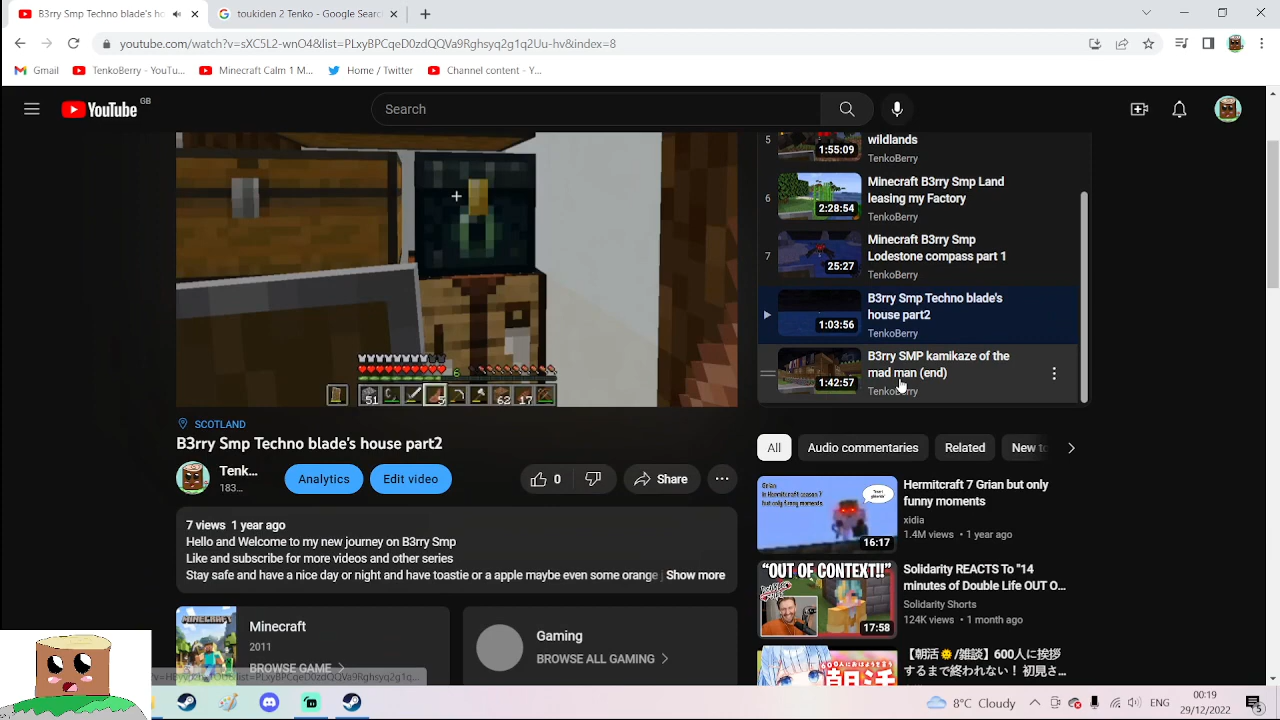 B3rry Smp Techno blade's ho
toukiden 2 Tenko - Google Searc
youtube.com/watch?v=sXC5L2-wnO4&list=PLxyBPCqeD0zdQQVa9Rgihsyq2g1q2Uu-hv&index=8
Gmail
TenkoBerry - YouTu...
Minecraft Calm 1 M...
Home / Twitter
Channel content - Y...
YouTube GB
Search
5
wildlands
TenkoBerry
1:55:09
6
Minecraft B3rry Smp Land
leasing my Factory
TenkoBerry
2:28:54
7
Minecraft B3rry Smp
Lodestone compass part 1
TenkoBerry
25:27
B3rry Smp Techno blade's
house part2
TenkoBerry
1:03:56
B3rry SMP kamikaze of the
mad man (end)
TenkoBerry
1:42:57
6
51
5
62
17
SCOTLAND
B3rry Smp Techno blade's house part2
Tenk...
183...
Analytics
Edit video
0
Share
7 views 1 year ago
Hello and Welcome to my new journey on B3rry Smp
Like and subscribe for more videos and other series
Stay safe and have a nice day or night and have toastie or a apple maybe even some orange j Show more
MINECRAFT
Minecraft
2011
BROWSE GAME
Gaming
BROWSE ALL GAMING
All
Audio commentaries
Related
New to
Hermitcraft 7 Grian but only
funny moments
xidia
1.4M views • 1 year ago
16:17
"OUT OF CONTEXT!!"
Solidarity REACTS To "14
minutes of Double Life OUT O...
Solidarity Shorts
124K views • 1 month ago
17:58
【朝活🌞/雑談】600人に挨拶
するまで終われない！ 初見さ...
8°C Cloudy
ENG
00:19
29/12/2022
5